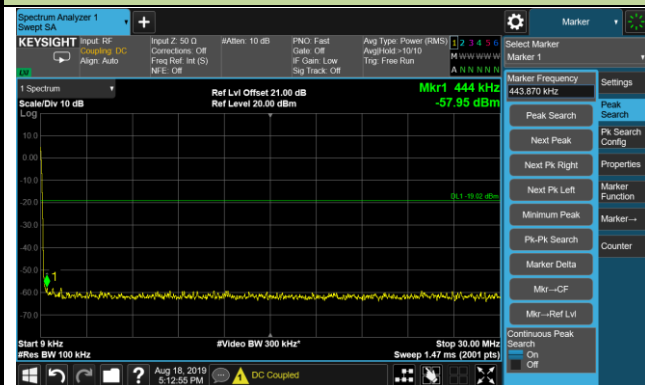 Spectrum Analyzer 1
Swept SA
Marker
KEYSIGHT
Input: RF
Coupling: DC
Align: Auto
Input Z: 50 Ω
Corrections: Off
Freq Ref: Int (S)
NFE: Off
#Atten: 10 dB
PNO: Fast
Gate: Off
IF Gain: Low
Sig Track: Off
Avg Type: Power (RMS)
Avg|Hold:>10/10
Trig: Free Run
1 2 3 4 5 6
M W W W W W
A N N N N N
Select Marker
Marker 1
LV
1 Spectrum
Scale/Div 10 dB
Log
Ref Lvl Offset 21.00 dB
Ref Level 20.00 dBm
Mkr1 444 kHz
-57.95 dBm
10.0
0.00
-10.0
-20.0
-30.0
-40.0
-50.0
-60.0
-70.0
DL1 -19.02 dBm
1
Start 9 kHz
#Res BW 100 kHz
#Video BW 300 kHz*
Stop 30.00 MHz
Sweep 1.47 ms (2001 pts)
Marker Frequency
443.870 kHz
Peak Search
Next Peak
Next Pk Right
Next Pk Left
Minimum Peak
Pk-Pk Search
Marker Delta
Mkr→CF
Mkr→Ref Lvl
Continuous Peak
Search
On
Off
Settings
Peak
Search
Pk Search
Config
Properties
Marker
Function
Marker→
Counter
Aug 18, 2019
5:12:55 PM
DC Coupled